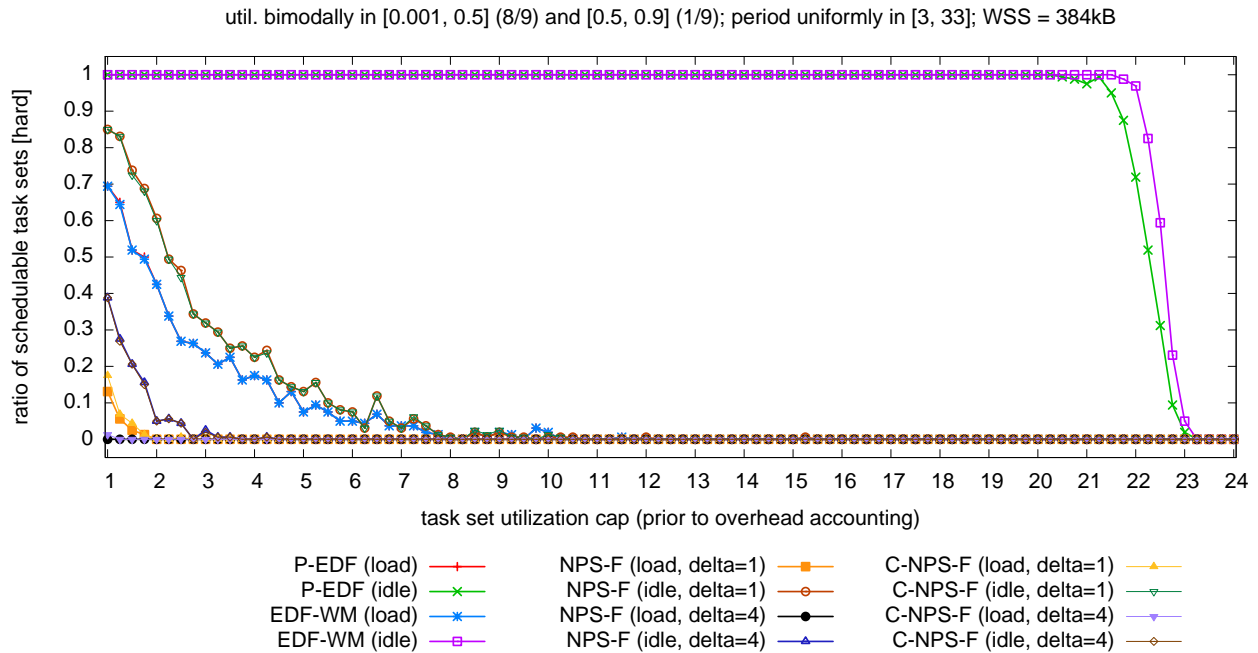 util. bimodally in [0.001, 0.5] (8/9) and [0.5, 0.9] (1/9); period uniformly in [3, 33]; WSS = 384kB
ratio of schedulable task sets [hard]
1
0.9
0.8
0.7
0.6
0.5
0.4
0.3
0.2
0.1
0
1 2 3 4 5 6 7 8 9 10 11 12 13 14 15 16 17 18 19 20 21 22 23 24
task set utilization cap (prior to overhead accounting)
P-EDF (load)
P-EDF (idle)
EDF-WM (load)
EDF-WM (idle)
NPS-F (load, delta=1)
NPS-F (idle, delta=1)
NPS-F (load, delta=4)
NPS-F (idle, delta=4)
C-NPS-F (load, delta=1)
C-NPS-F (idle, delta=1)
C-NPS-F (load, delta=4)
C-NPS-F (idle, delta=4)